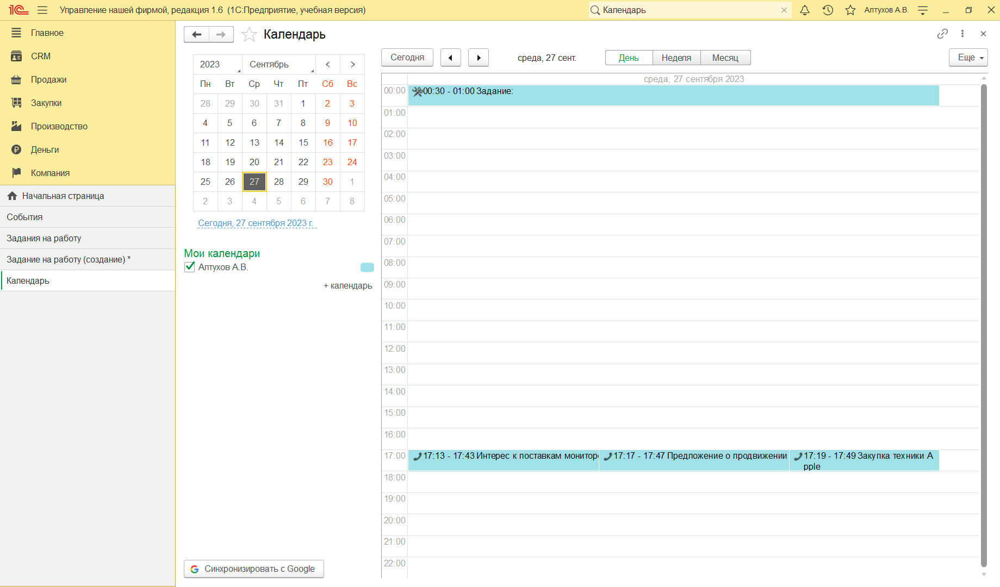 1С Управление нашей фирмой, редакция 1.6 (1С:Предприятие, учебная версия) Календарь Алтухов А.В.
Главное
CRM
Продажи
Закупки
Производство
Деньги
Компания
Начальная страница
События
Задания на работу
Задание на работу (создание) *
Календарь
Календарь
2023 Сентябрь < >
Пн Вт Ср Чт Пт Сб Вс
28 29 30 31 1 2 3
4 5 6 7 8 9 10
11 12 13 14 15 16 17
18 19 20 21 22 23 24
25 26 27 28 29 30 1
2 3 4 5 6 7 8
Сегодня, 27 сентября 2023 г.
Мои календари
Алтухов А.В.
+ календарь
Синхронизировать с Google
Сегодня среда, 27 сент. День Неделя Месяц Еще
среда, 27 сентября 2023
00:00 00:30 - 01:00 Задание:
01:00
02:00
03:00
04:00
05:00
06:00
07:00
08:00
09:00
10:00
11:00
12:00
13:00
14:00
15:00
16:00
17:00 17:13 - 17:43 Интерес к поставкам мониторо 17:17 - 17:47 Предложение о продвижении 17:19 - 17:49 Закупка техники A
pple
18:00
19:00
20:00
21:00
22:00